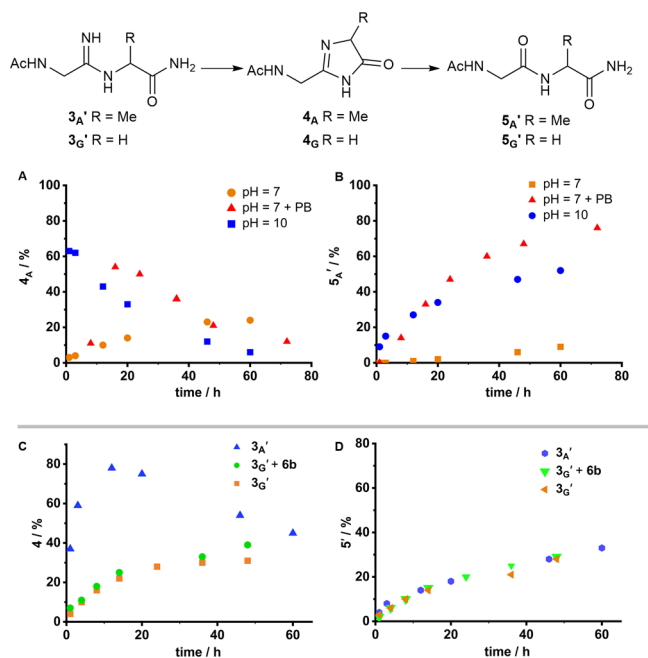 NH R
AcHN N H NH₂ O
3A' R = Me
3G' R = H
R
N
AcHN O
NH
4A R = Me
4G R = H
O R
AcHN N H NH₂ O
5A' R = Me
5G' R = H
A
100
80
60
40
20
0
4A / %
pH = 7
pH = 7 + PB
pH = 10
0 20 40 60 80
time / h
B
100
80
60
40
20
0
5A' / %
pH = 7
pH = 7 + PB
pH = 10
0 20 40 60 80
time / h
C
80
60
40
20
0
4 / %
3A'
3G' + 6b
3G'
0 20 40 60
time / h
D
80
60
40
20
0
5' / %
3A'
3G' + 6b
3G'
0 20 40 60
time / h